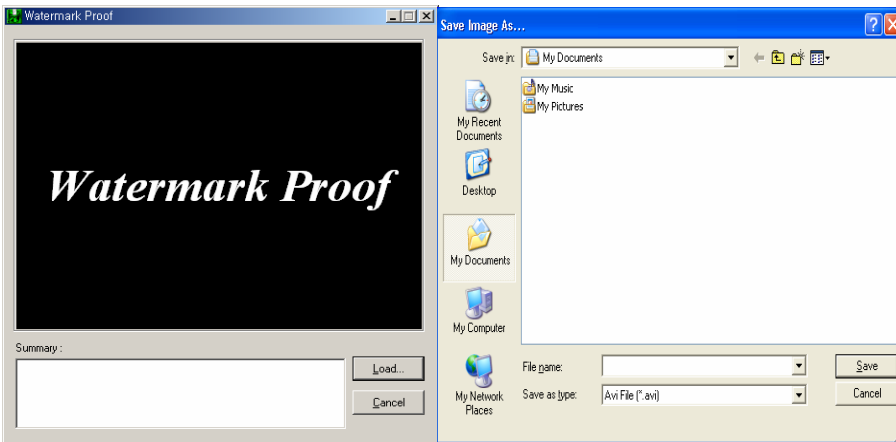 Watermark Proof
Watermark Proof
Summary :
Load...
Cancel
Save Image As...
Save in:
My Documents
My Recent
Documents
Desktop
My Documents
My Computer
My Network
Places
My Music
My Pictures
File name:
Save as type:
Avi File (*.avi)
Save
Cancel